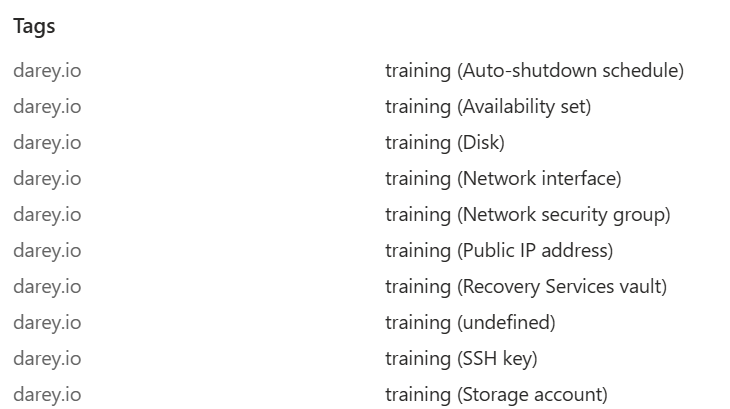 Tags
darey.io training (Auto-shutdown schedule)
darey.io training (Availability set)
darey.io training (Disk)
darey.io training (Network interface)
darey.io training (Network security group)
darey.io training (Public IP address)
darey.io training (Recovery Services vault)
darey.io training (undefined)
darey.io training (SSH key)
darey.io training (Storage account)